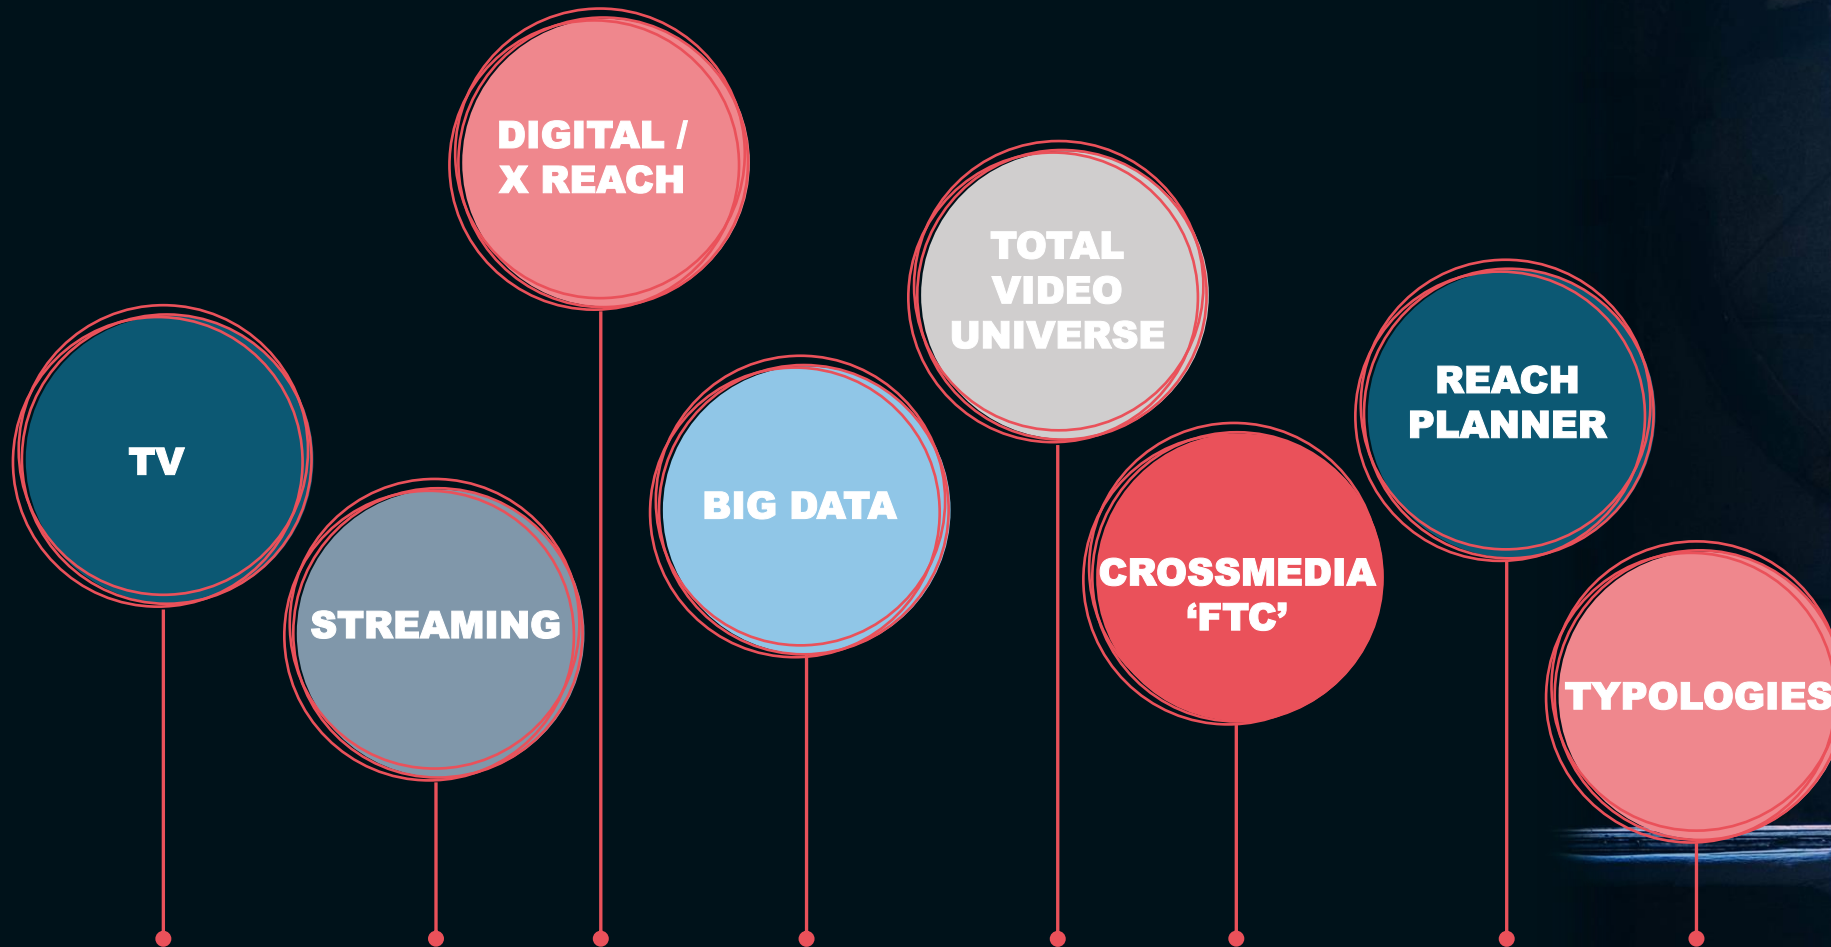 TV
STREAMING
DIGITAL /
X REACH
BIG DATA
TOTAL
VIDEO
UNIVERSE
CROSSMEDIA
‘FTC’
REACH
PLANNER
TYPOLOGIES